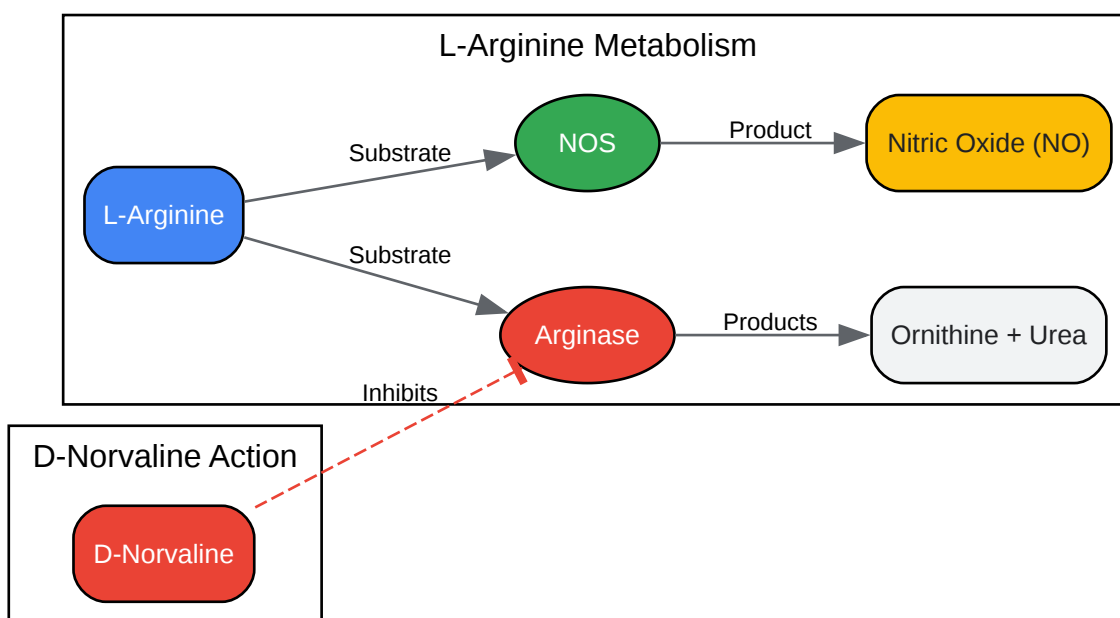 L-Arginine Metabolism
NOS
Product
Nitric Oxide (NO)
Substrate
L-Arginine
Substrate
Arginase
Products
Ornithine + Urea
Inhibits
D-Norvaline Action
D-Norvaline